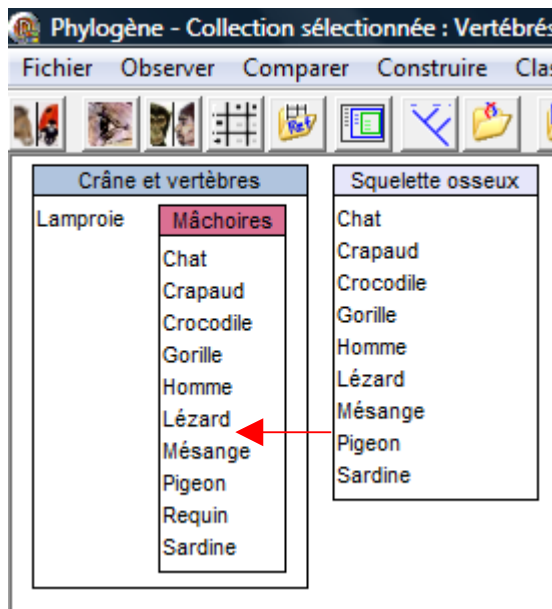 Phylogène - Collection sélectionnée : Vertébrés
Fichier Observer Comparer Construire Clas
Crâne et vertèbres
Lamproie
Mâchoires
Chat
Crapaud
Crocodile
Gorille
Homme
Lézard
Mésange
Pigeon
Requin
Sardine
Squelette osseux
Chat
Crapaud
Crocodile
Gorille
Homme
Lézard
Mésange
Pigeon
Sardine